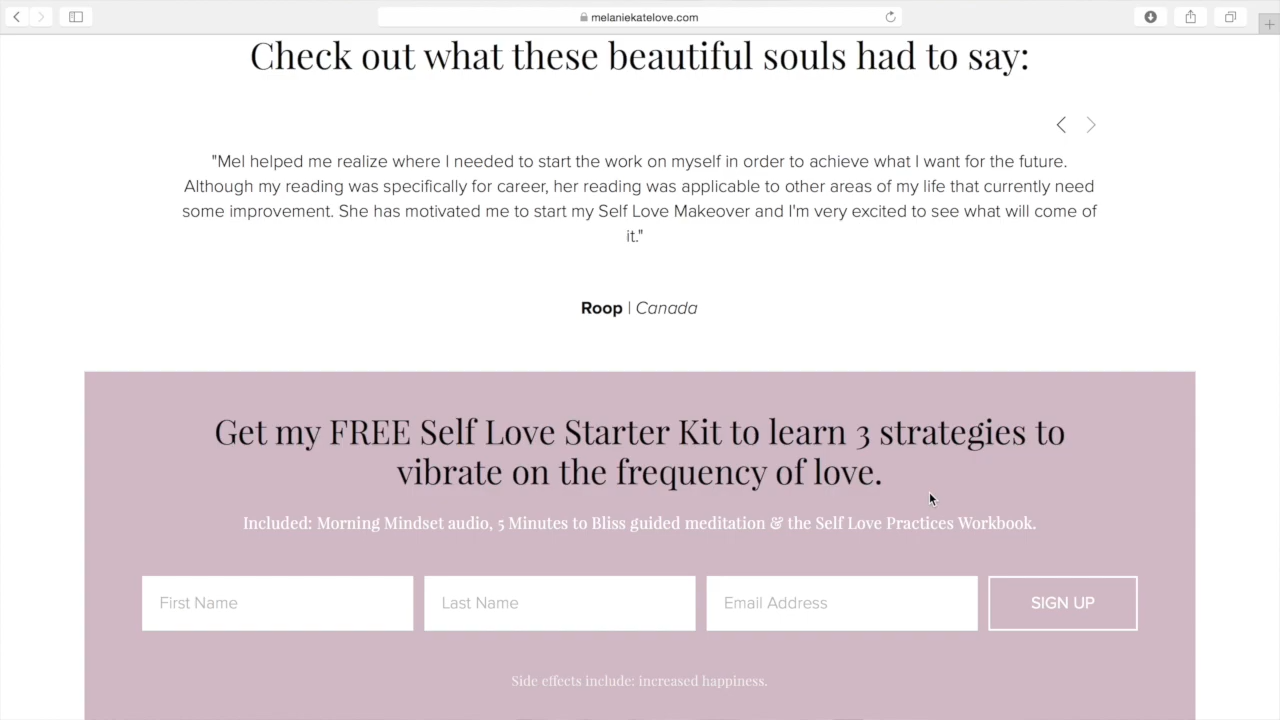 melaniekatelove.com
Check out what these beautiful souls had to say:
"Mel helped me realize where I needed to start the work on myself in order to achieve what I want for the future.
Although my reading was specifically for career, her reading was applicable to other areas of my life that currently need
some improvement. She has motivated me to start my Self Love Makeover and I'm very excited to see what will come of
it."
Roop | Canada
Get my FREE Self Love Starter Kit to learn 3 strategies to
vibrate on the frequency of love.
Included: Morning Mindset audio, 5 Minutes to Bliss guided meditation & the Self Love Practices Workbook.
First Name Last Name Email Address SIGN UP
Side effects include: increased happiness.